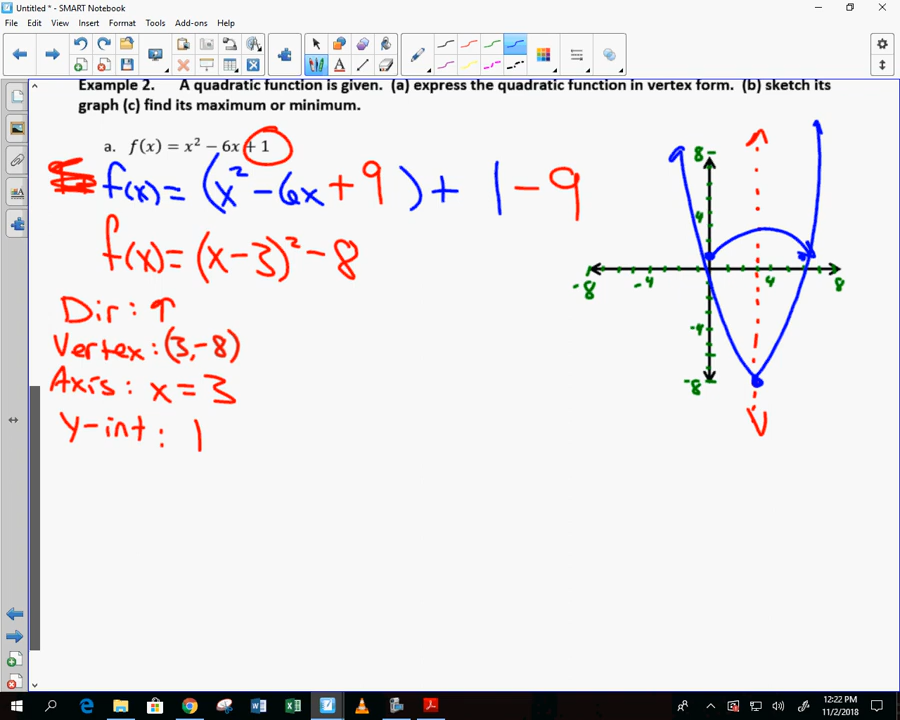 Untitled * - SMART Notebook
File Edit View Insert Format Tools Add-ons Help
Example 2. A quadratic function is given. (a) express the quadratic function in vertex form. (b) sketch its
graph (c) find its maximum or minimum.
a. f(x) = x² − 6x + 1
f(x) = (x² - 6x + 9) + 1 - 9
f(x) = (x - 3)² - 8
Dir: ↑
Vertex: (3, -8)
Axis: x = 3
Y-int: 1
8
4
-8 -4 4 8
-4
-8
12:22 PM
11/2/2018